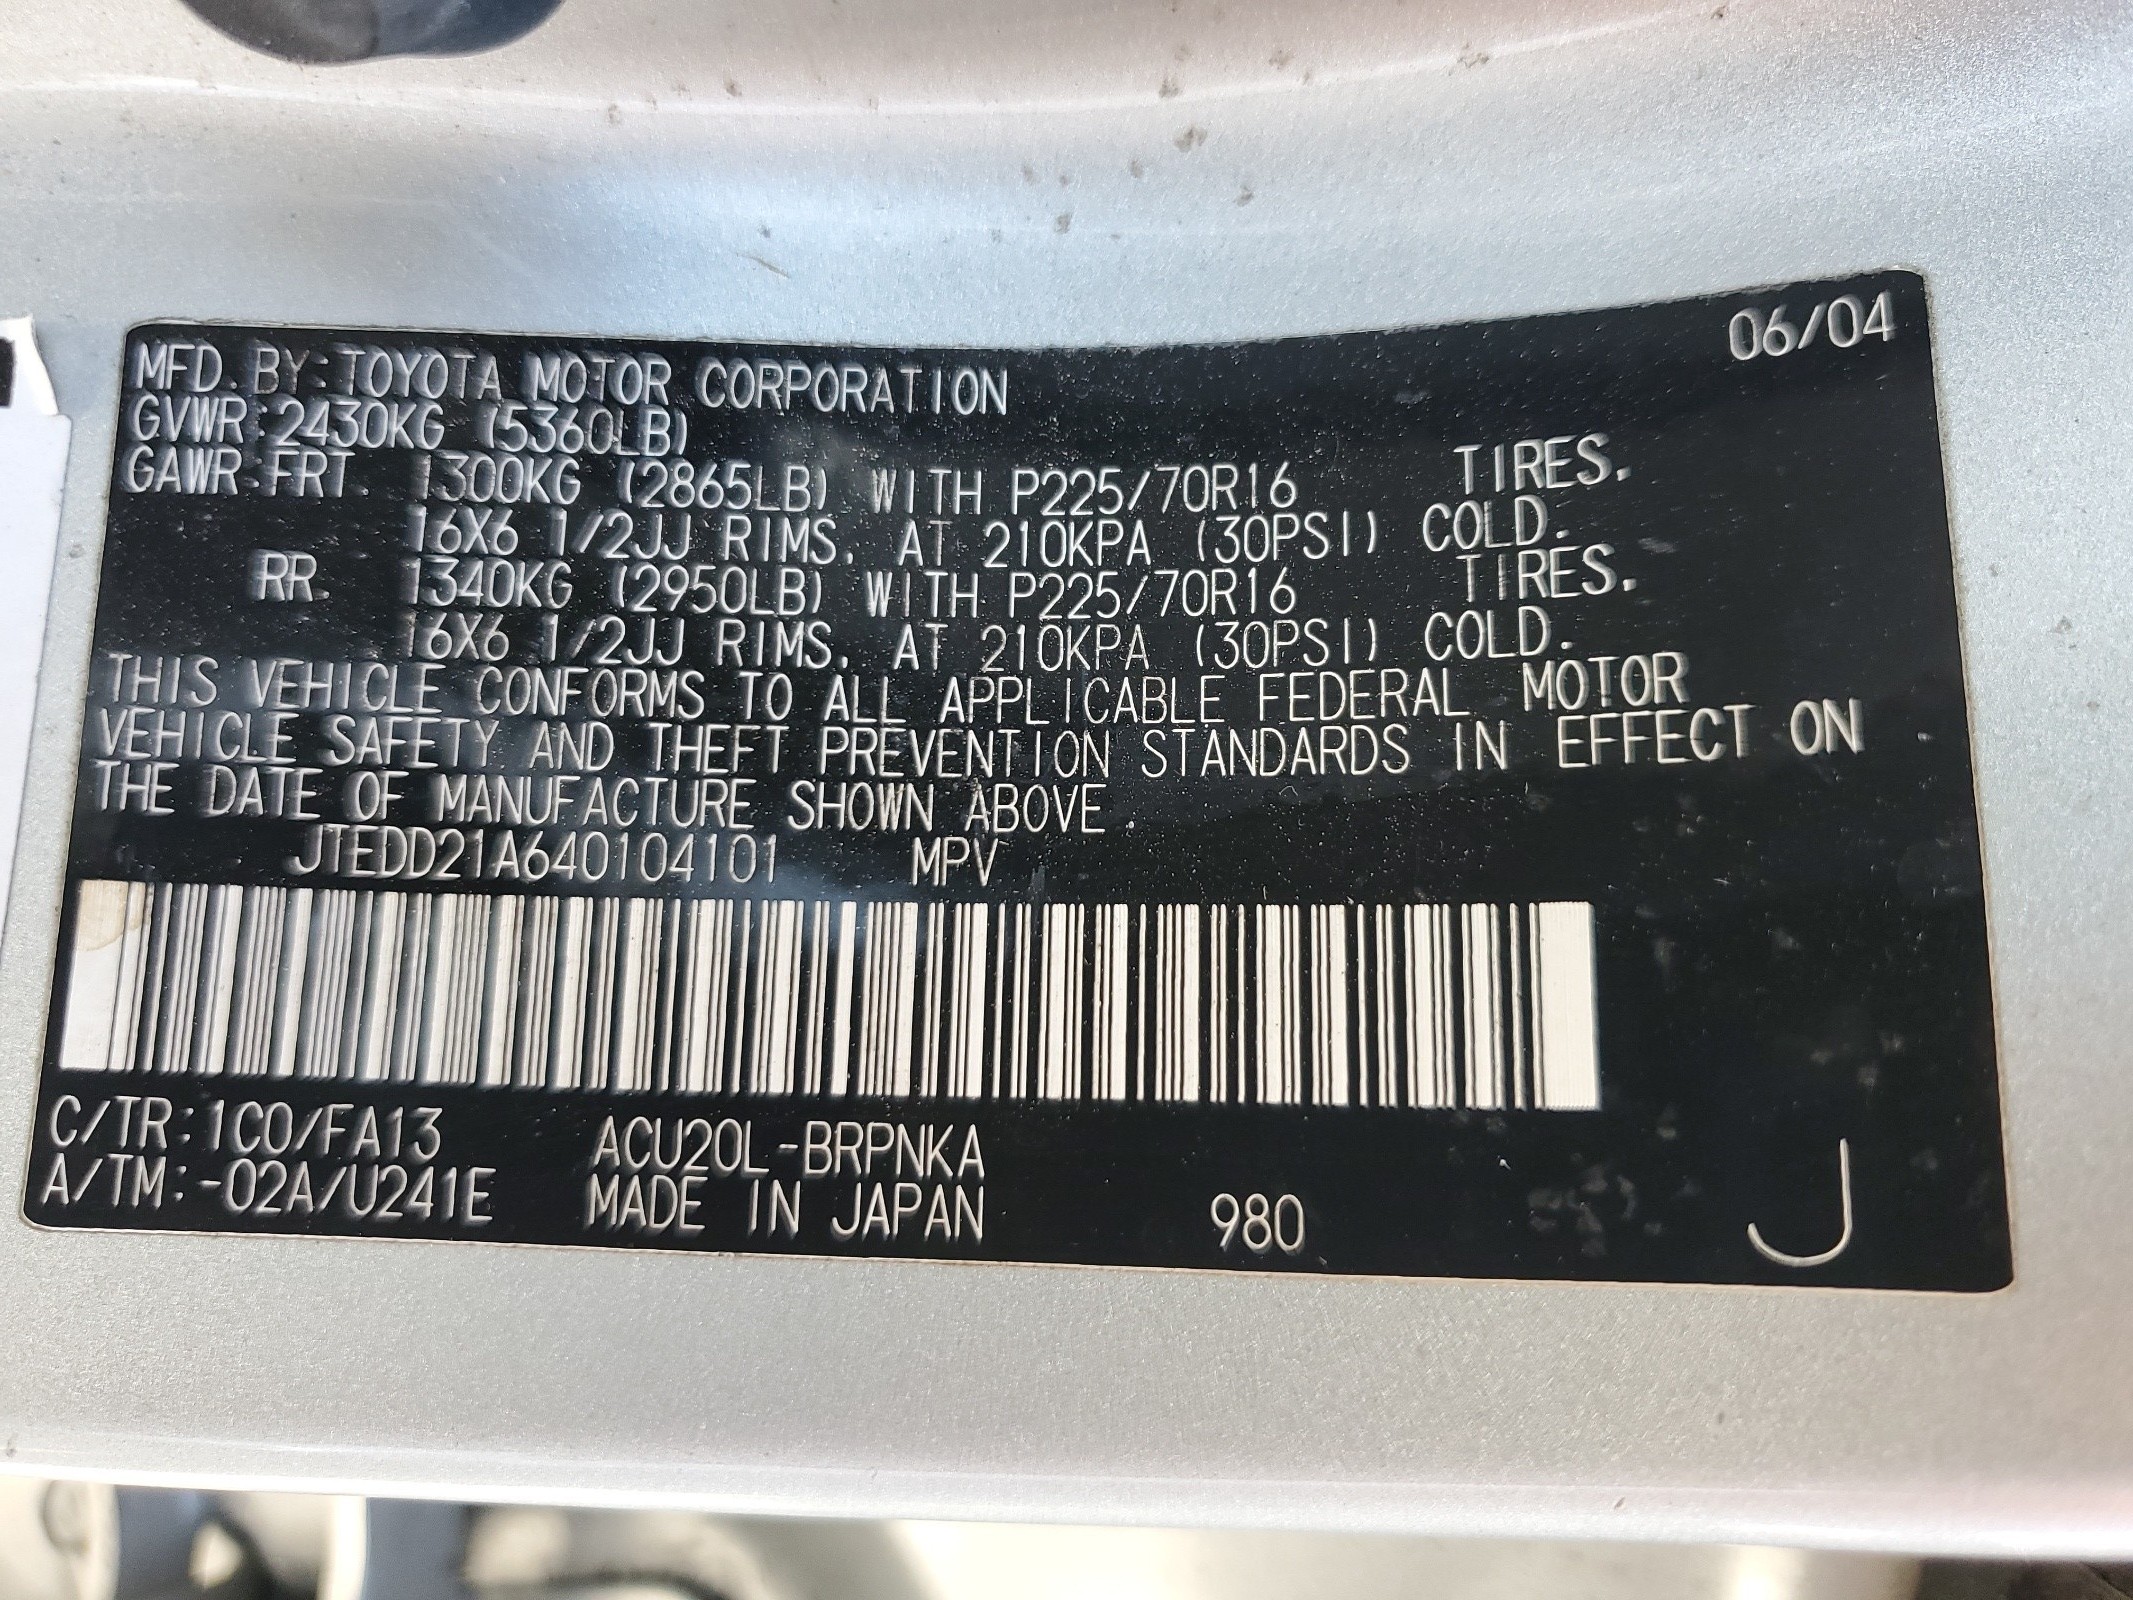 06/04
MFD. BY:TOYOTA MOTOR CORPORATION
GVWR:2430KG (5360LB)
GAWR FRT. 1300KG (2865LB) WITH P225/70R16 TIRES.
16X6 1/2JJ RIMS. AT 210KPA (30PSI) COLD.
RR. 1340KG (2950LB) WITH P225/70R16 TIRES.
16X6 1/2JJ RIMS. AT 210KPA (30PSI) COLD.
THIS VEHICLE CONFORMS TO ALL APPLICABLE FEDERAL MOTOR
VEHICLE SAFETY AND THEFT PREVENTION STANDARDS IN EFFECT ON
THE DATE OF MANUFACTURE SHOWN ABOVE
JTEDD21A640104101 MPV
C/TR:1C0/FA13 ACU20L-BRPNKA
A/TM:-02A/U241E MADE IN JAPAN 980 J